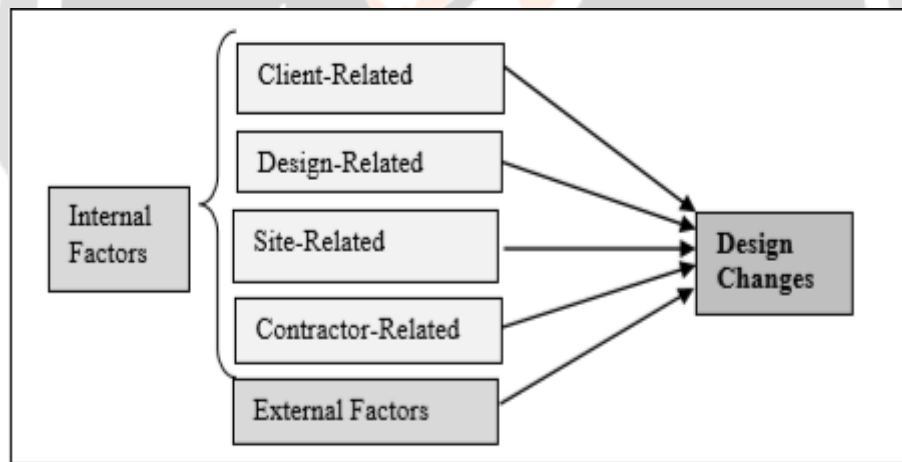 Client-Related
Design-Related
Internal
Factors
Site-Related
Design
Changes
Contractor-Related
External Factors